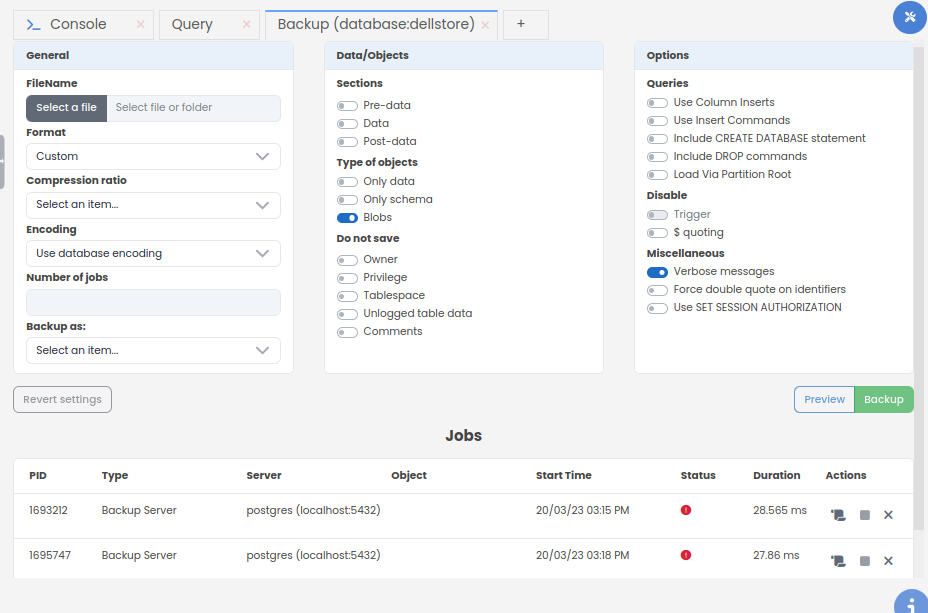 Console
Query
Backup (database:dellstore)
+
General
FileName
Select a file Select file or folder
Format
Custom
Compression ratio
Select an item...
Encoding
Use database encoding
Number of jobs
Backup as:
Select an item...
Data/Objects
Sections
Pre-data
Data
Post-data
Type of objects
Only data
Only schema
Blobs
Do not save
Owner
Privilege
Tablespace
Unlogged table data
Comments
Options
Queries
Use Column Inserts
Use Insert Commands
Include CREATE DATABASE statement
Include DROP commands
Load Via Partition Root
Disable
Trigger
$ quoting
Miscellaneous
Verbose messages
Force double quote on identifiers
Use SET SESSION AUTHORIZATION
Revert settings
Preview Backup
Jobs
PID Type Server Object Start Time Status Duration Actions
1693212 Backup Server postgres (localhost:5432) 20/03/23 03:15 PM 28.565 ms
1695747 Backup Server postgres (localhost:5432) 20/03/23 03:18 PM 27.86 ms